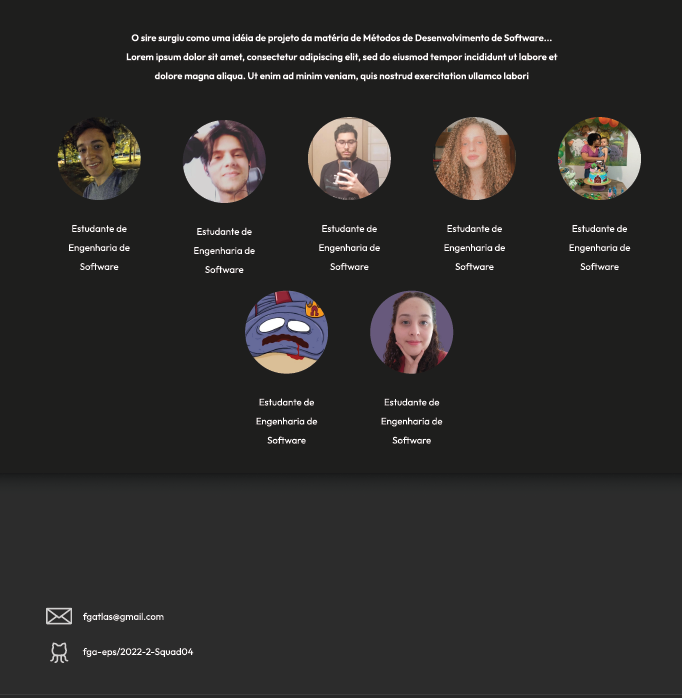 O sire surgiu como uma idéia de projeto da matéria de Métodos de Desenvolvimento de Software...
Lorem ipsum dolor sit amet, consectetur adipiscing elit, sed do eiusmod tempor incididunt ut labore et
dolore magna aliqua. Ut enim ad minim veniam, quis nostrud exercitation ullamco labori
Estudante de
Engenharia de
Software
Estudante de
Engenharia de
Software
Estudante de
Engenharia de
Software
Estudante de
Engenharia de
Software
Estudante de
Engenharia de
Software
Estudante de
Engenharia de
Software
Estudante de
Engenharia de
Software
fgatlas@gmail.com
fga-eps/2022-2-Squad04